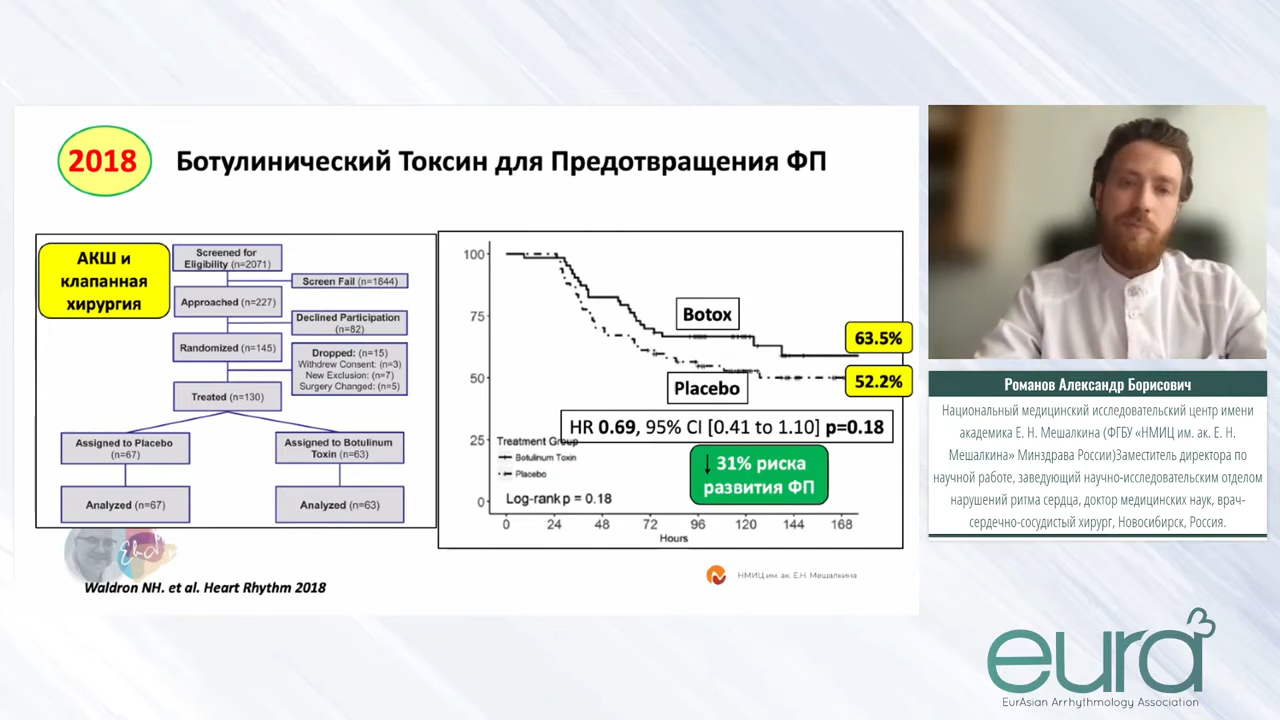 2018
Ботулинический Токсин для Предотвращения ФП
АКШ и
клапанная
хирургия
Screened for
Eligibility (n=2071)
Screen Fail (n=1844)
Approached (n=227)
Declined Participation
(n=82)
Randomized (n=145)
Dropped: (n=15)
Withdrew Consent: (n=3)
New Exclusion: (n=7)
Surgery Changed: (n=5)
Treated (n=130)
Assigned to Placebo
(n=67)
Assigned to Botulinum
Toxin (n=63)
Analyzed (n=67)
Analyzed (n=63)
Waldron NH. et al. Heart Rhythm 2018
100
75
50
25
0
Botox
63.5%
Placebo
52.2%
HR 0.69, 95% CI [0.41 to 1.10] p=0.18
Treatment Group
Botulinum Toxin
Placebo
31% риска
развития ФП
Log-rank p = 0.18
0 24 48 72 96 120 144 168
Hours
НМИЦ им. ак. Е.Н. Мешалкина
Романов Александр Борисович
Национальный медицинский исследовательский центр имени
академика Е. Н. Мешалкина (ФГБУ «НМИЦ им. ак. Е. Н.
Мешалкина» Минздрава России)Заместитель директора по
научной работе, заведующий научно-исследовательским отделом
нарушений ритма сердца, доктор медицинских наук, врач-
сердечно-сосудистый хирург, Новосибирск, Россия.
eura
EurAsian Arrhythmology Association